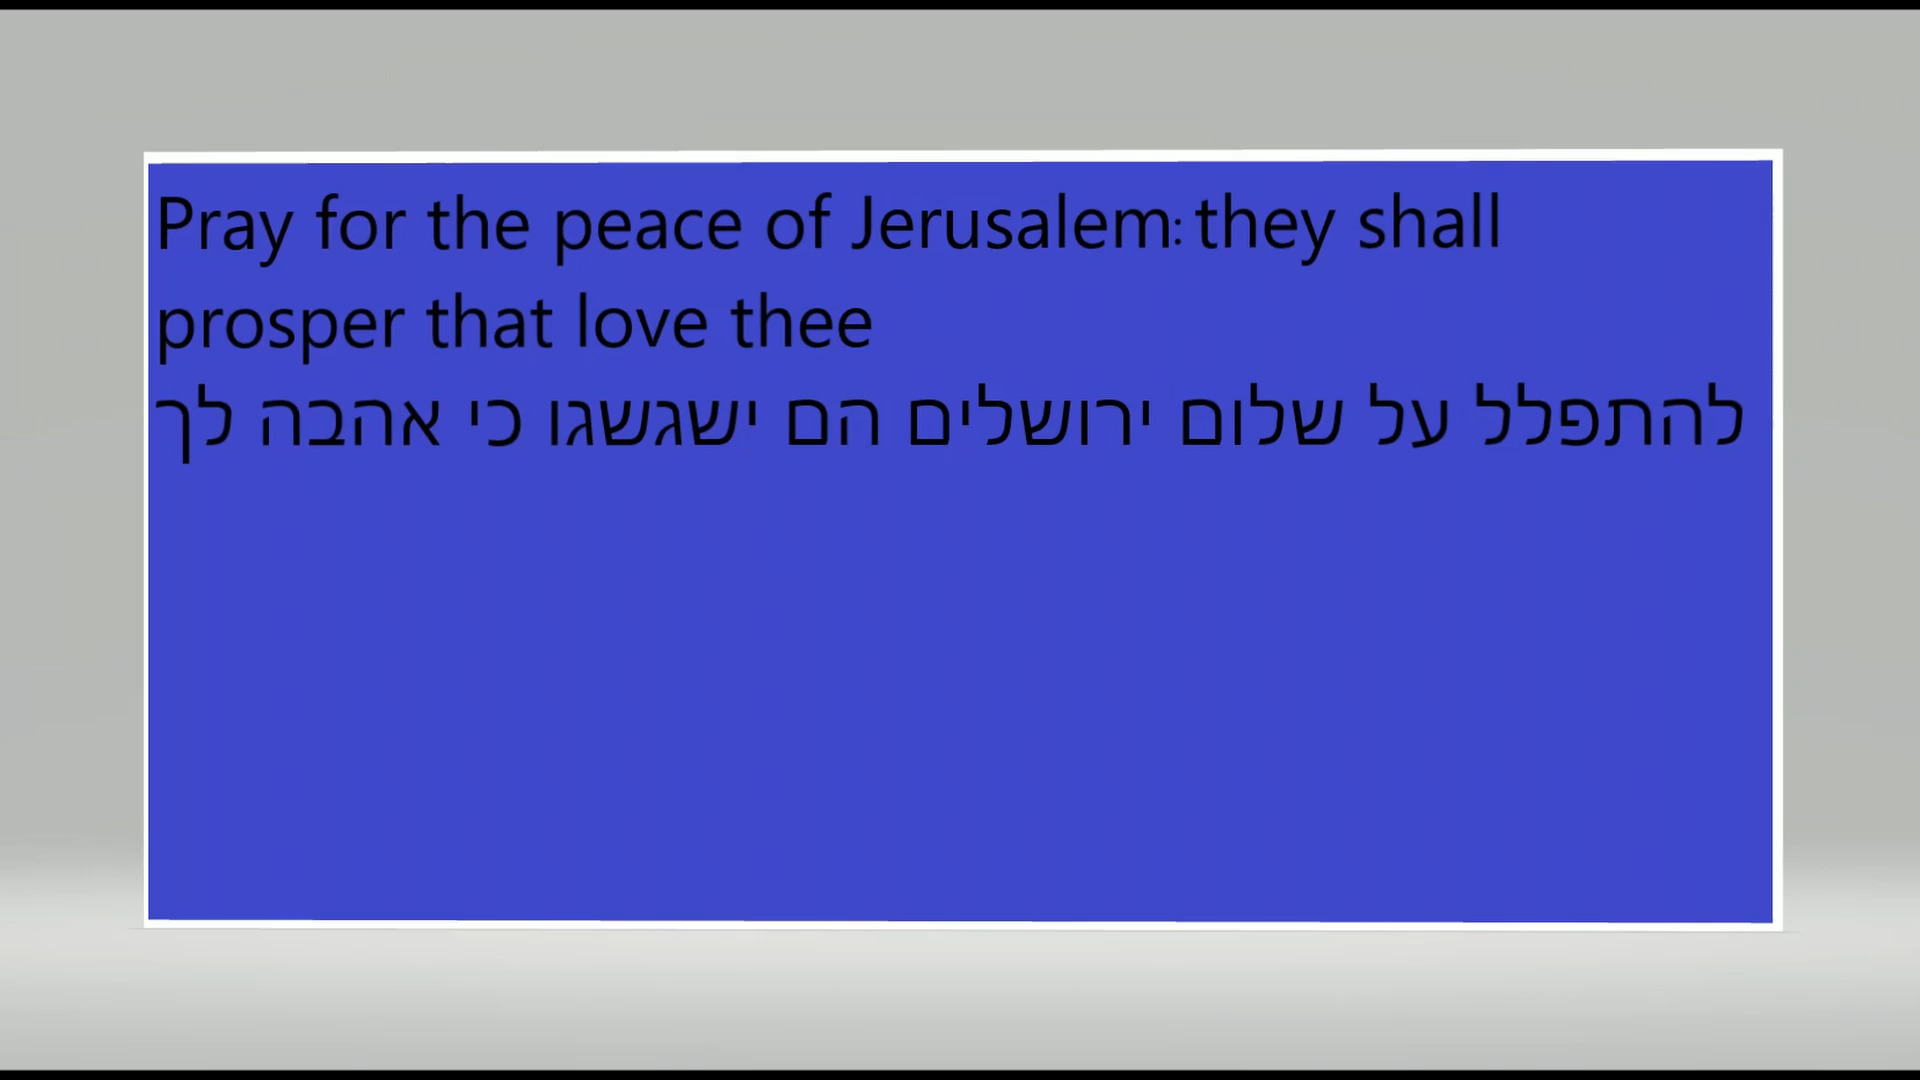 Pray for the peace of Jerusalem: they shall
prosper that love thee
להתפלל על שלום ירושלים הם ישגשגו כי אהבה לך